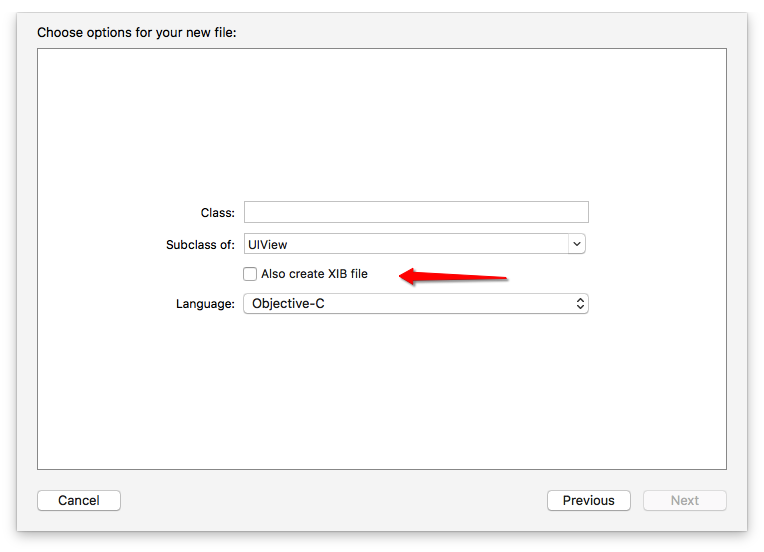 Choose options for your new file:
Class:
Subclass of: UIView
Also create XIB file
Language: Objective-C
Cancel Previous Next